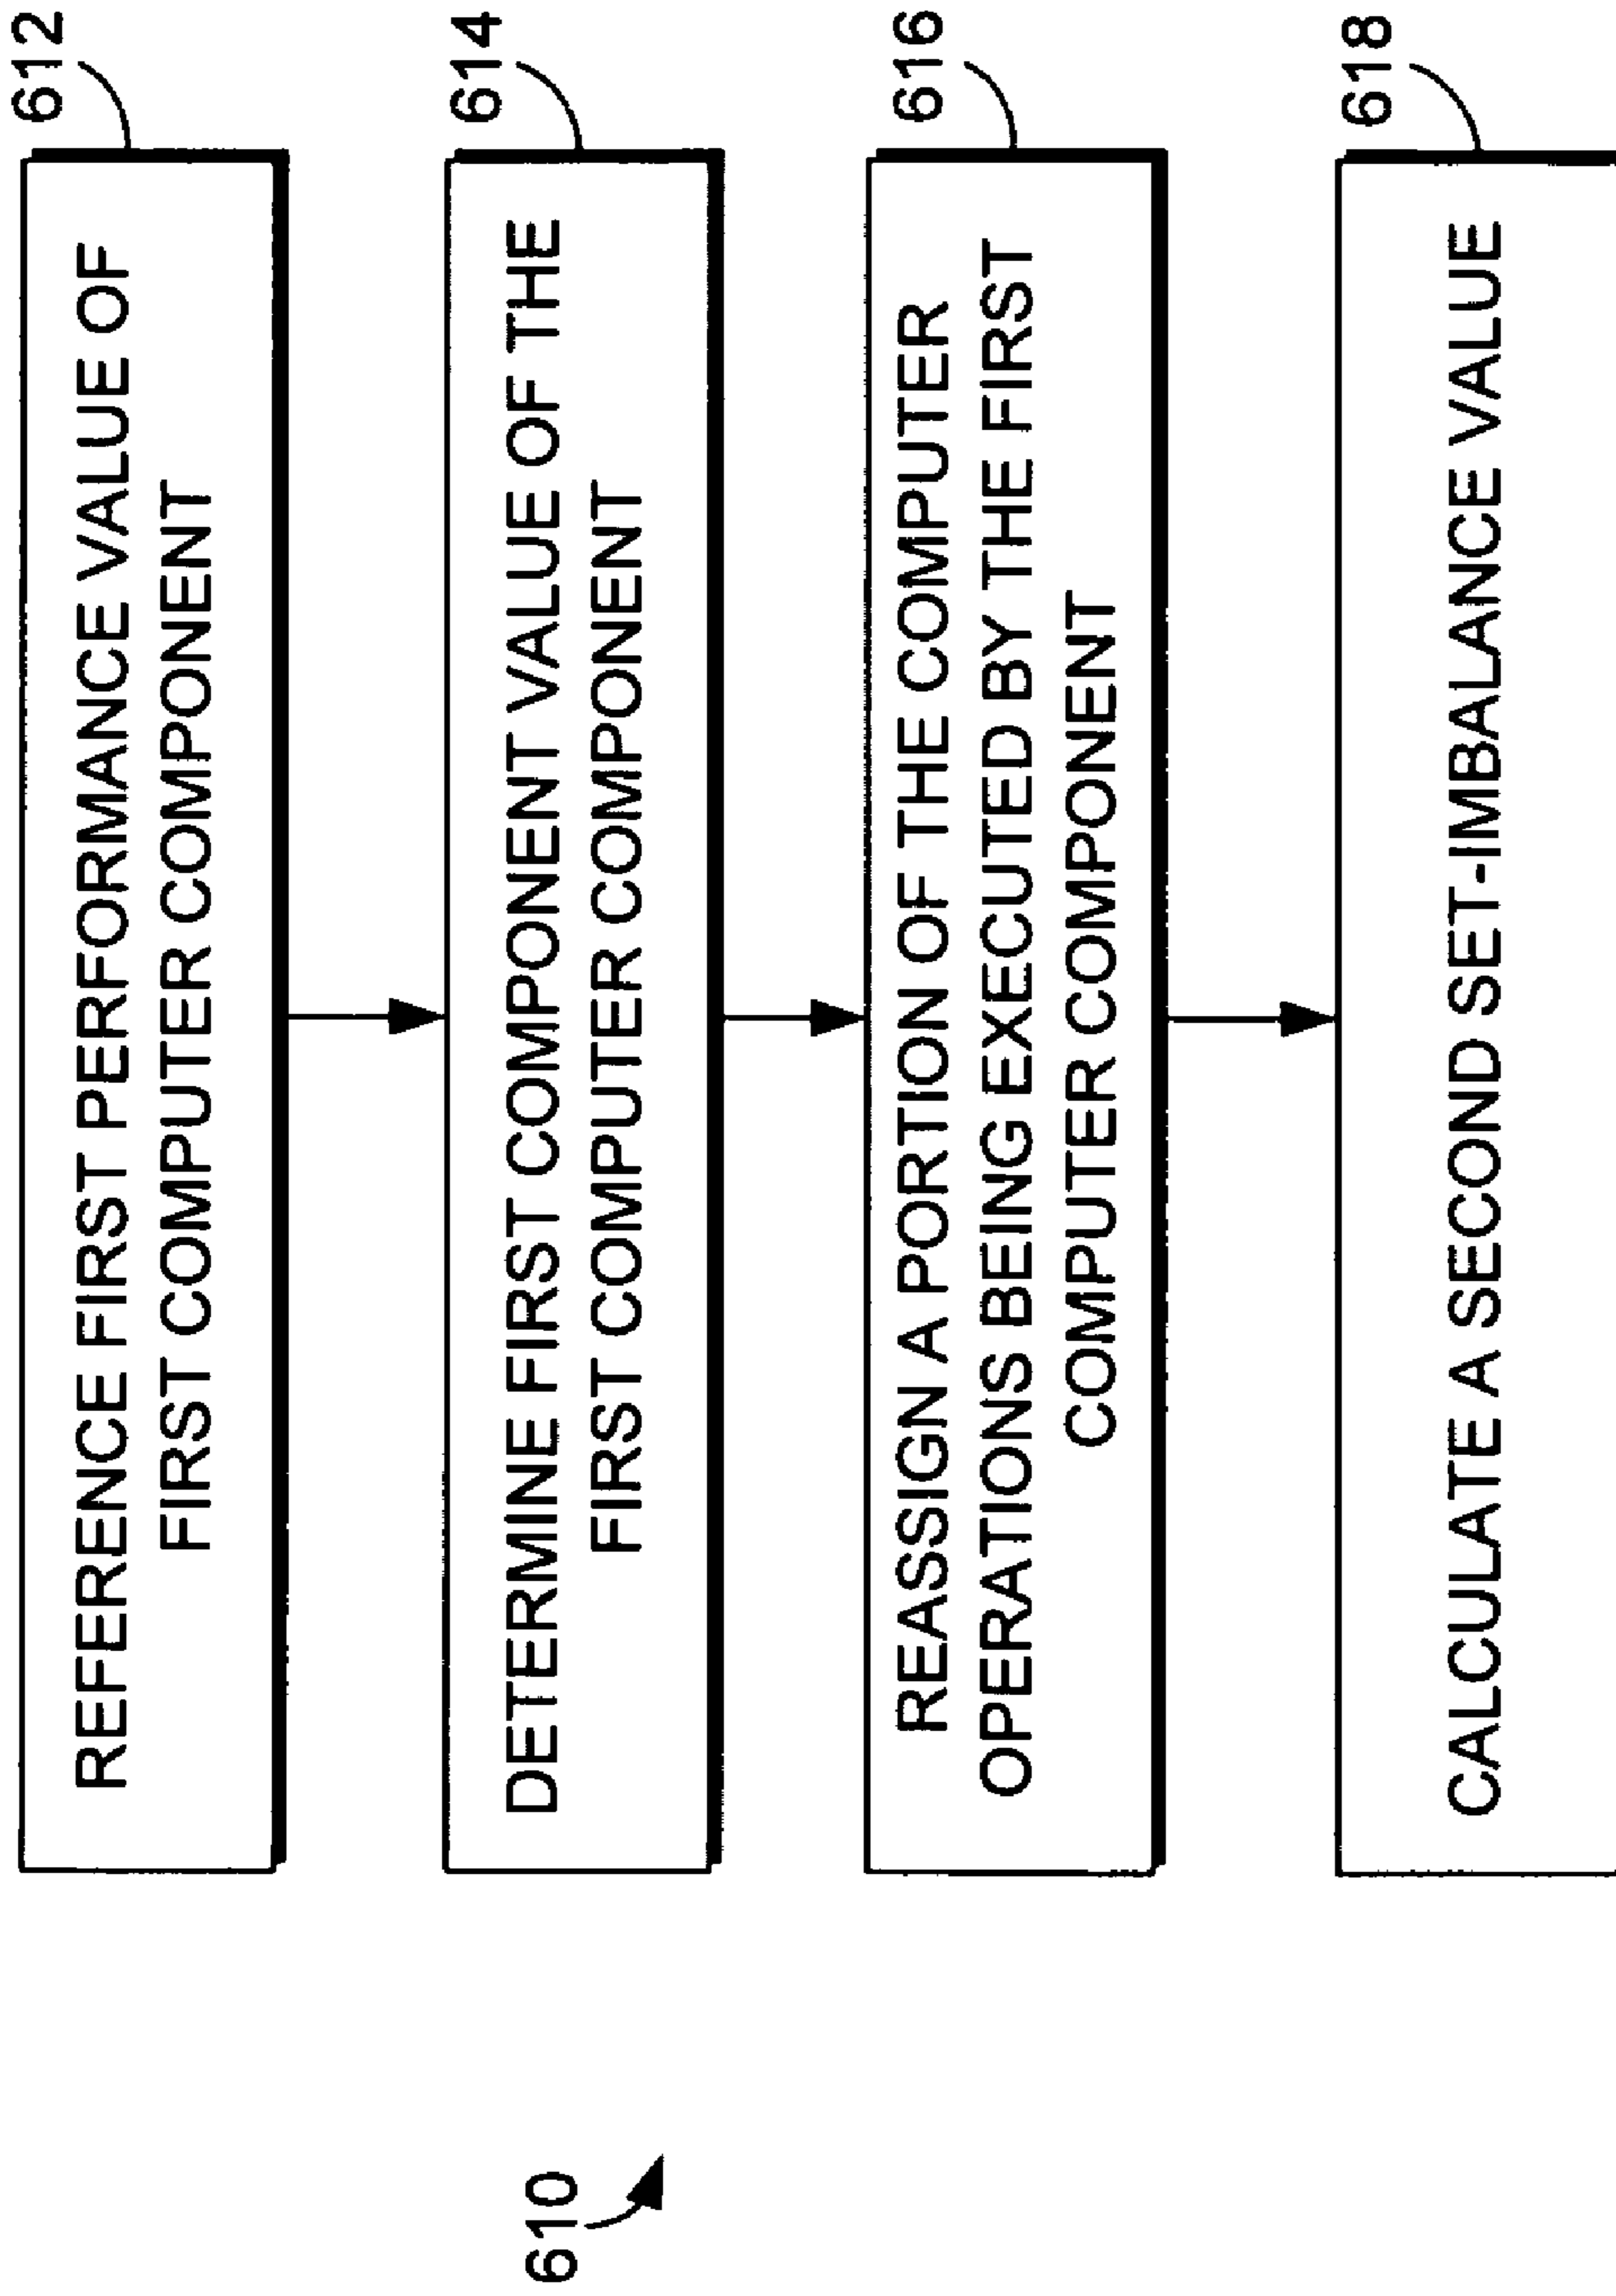 610
612
REFERENCE FIRST PERFORMANCE VALUE OF
FIRST COMPUTER COMPONENT
614
DETERMINE FIRST COMPONENT VALUE OF THE
FIRST COMPUTER COMPONENT
616
REASSIGN A PORTION OF THE COMPUTER
OPERATIONS BEING EXECUTED BY THE FIRST
COMPUTER COMPONENT
618
CALCULATE A SECOND SET-IMBALANCE VALUE